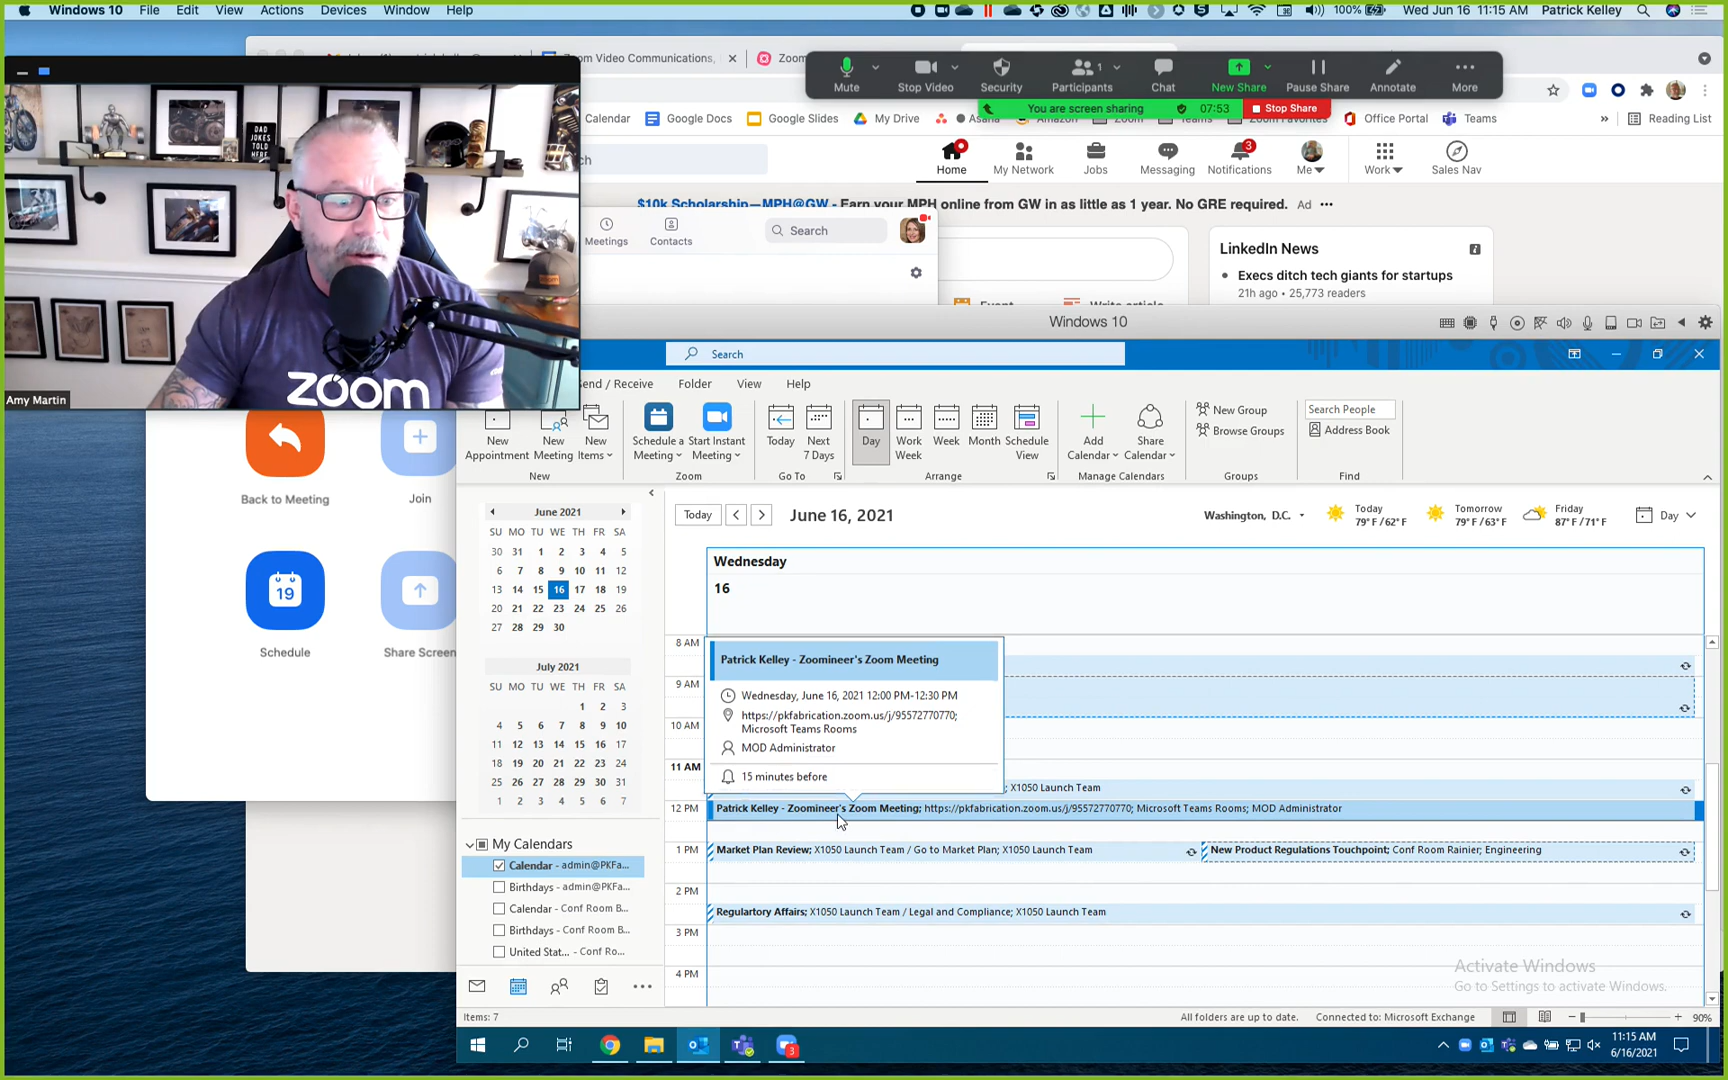 Windows 10 File Edit View Actions Devices Window Help
100% Wed Jun 16 11:15 AM Patrick Kelley
Zoom Video Communications,
Mute Stop Video Security Participants 1 Chat New Share Pause Share Annotate More
You are screen sharing 07:53 Stop Share
Calendar Google Docs Google Slides My Drive Asana Amazon Zoom Teams Zoom Favorites Office Portal Teams Reading List
Home My Network Jobs Messaging Notifications 3 Me Work Sales Nav
$10k Scholarship—MPH@GW - Earn your MPH online from GW in as little as 1 year. No GRE required. Ad
DAD
JOKES
TOLD
HERE
Meetings Contacts Search
LinkedIn News
Execs ditch tech giants for startups
21h ago • 25,773 readers
Event Write article
zoom
Amy Martin
Back to Meeting Join
19
Schedule Share Screen
Windows 10
Search
Send / Receive Folder View Help
New Appointment New Meeting New Items Schedule a Meeting Start Instant Meeting Today Next 7 Days Day Work Week Week Month Schedule View Add Calendar Share Calendar
New Group
Browse Groups
Search People
Address Book
New Zoom Go To Arrange Manage Calendars Groups Find
June 2021
SU MO TU WE TH FR SA
30 31 1 2 3 4 5
6 7 8 9 10 11 12
13 14 15 16 17 18 19
20 21 22 23 24 25 26
27 28 29 30
July 2021
SU MO TU WE TH FR SA
1 2 3
4 5 6 7 8 9 10
11 12 13 14 15 16 17
18 19 20 21 22 23 24
25 26 27 28 29 30 31
1 2 3 4 5 6 7
My Calendars
Calendar - admin@PKFa...
Birthdays - admin@PKFa...
Calendar - Conf Room B...
Birthdays - Conf Room B...
United Stat... - Conf Ro...
Today June 16, 2021
Washington, D.C. Today 79° F / 62° F Tomorrow 79° F / 63° F Friday 87° F / 71° F Day
Wednesday
16
8 AM
9 AM
10 AM
11 AM
12 PM
1 PM
2 PM
3 PM
4 PM
Patrick Kelley - Zoomineer's Zoom Meeting
Wednesday, June 16, 2021 12:00 PM-12:30 PM
https://pkfabrication.zoom.us/j/95572770770;
Microsoft Teams Rooms
MOD Administrator
15 minutes before
; X1050 Launch Team
Patrick Kelley - Zoomineer's Zoom Meeting; https://pkfabrication.zoom.us/j/95572770770; Microsoft Teams Rooms; MOD Administrator
Market Plan Review; X1050 Launch Team / Go to Market Plan; X1050 Launch Team
New Product Regulations Touchpoint; Conf Room Rainier; Engineering
Regulartory Affairs; X1050 Launch Team / Legal and Compliance; X1050 Launch Team
Activate Windows
Go to Settings to activate Windows.
Items: 7 All folders are up to date. Connected to: Microsoft Exchange 90%
3
11:15 AM
6/16/2021